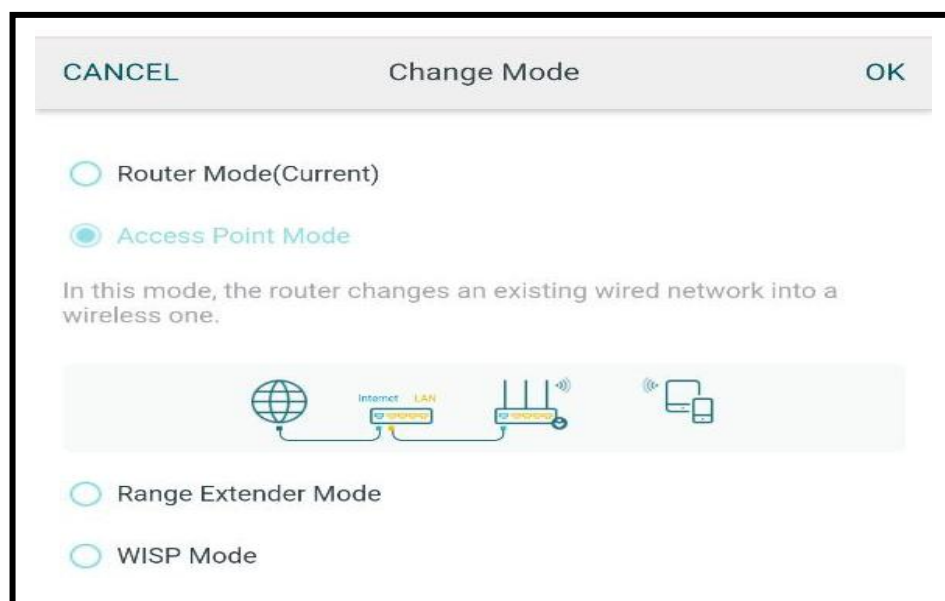 CANCEL Change Mode OK
Router Mode(Current)
Access Point Mode
In this mode, the router changes an existing wired network into a
wireless one.
Internet LAN
Range Extender Mode
WISP Mode